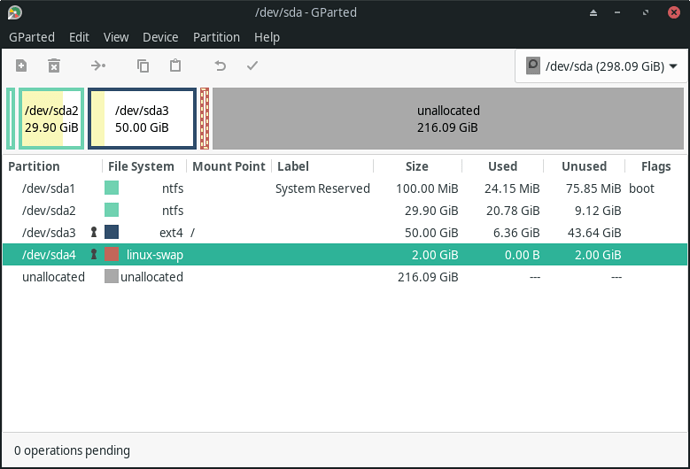 /dev/sda - GParted
GParted Edit View Device Partition Help
/dev/sda (298.09 GiB)
/dev/sda2
29.90 GiB
/dev/sda3
50.00 GiB
unallocated
216.09 GiB
Partition File System Mount Point Label Size Used Unused Flags
/dev/sda1 ntfs System Reserved 100.00 MiB 24.15 MiB 75.85 MiB boot
/dev/sda2 ntfs 29.90 GiB 20.78 GiB 9.12 GiB
/dev/sda3 ext4 / 50.00 GiB 6.36 GiB 43.64 GiB
/dev/sda4 linux-swap 2.00 GiB 0.00 B 2.00 GiB
unallocated unallocated 216.09 GiB --- ---
0 operations pending